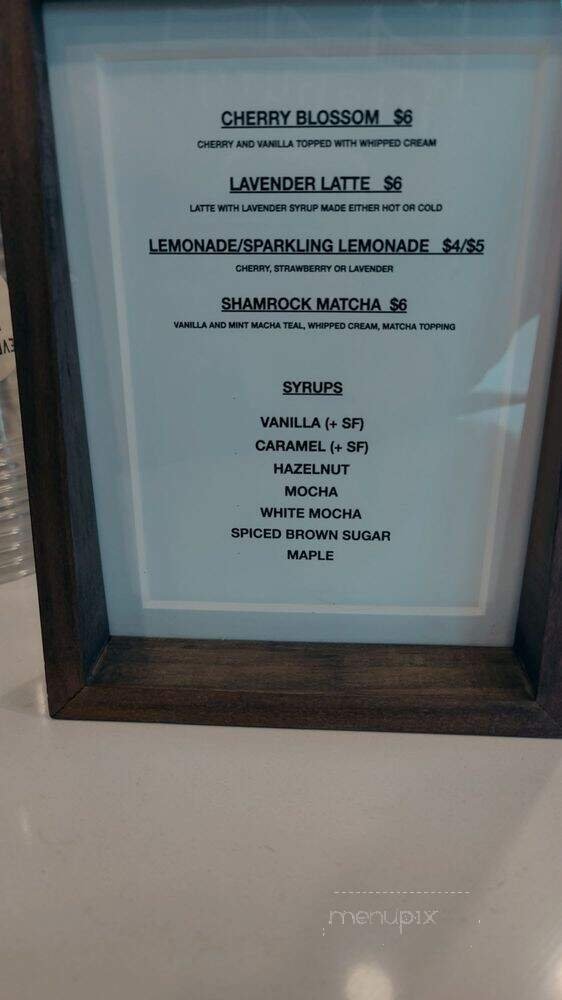 CHERRY BLOSSOM $6
CHERRY AND VANILLA TOPPED WITH WHIPPED CREAM
LAVENDER LATTE $6
LATTE WITH LAVENDER SYRUP MADE EITHER HOT OR COLD
LEMONADE/SPARKLING LEMONADE $4/$5
CHERRY, STRAWBERRY OR LAVENDER
SHAMROCK MATCHA $6
VANILLA AND MINT MACHA TEAL, WHIPPED CREAM, MATCHA TOPPING
SYRUPS
VANILLA (+ SF)
CARAMEL (+ SF)
HAZELNUT
MOCHA
WHITE MOCHA
SPICED BROWN SUGAR
MAPLE
menupix